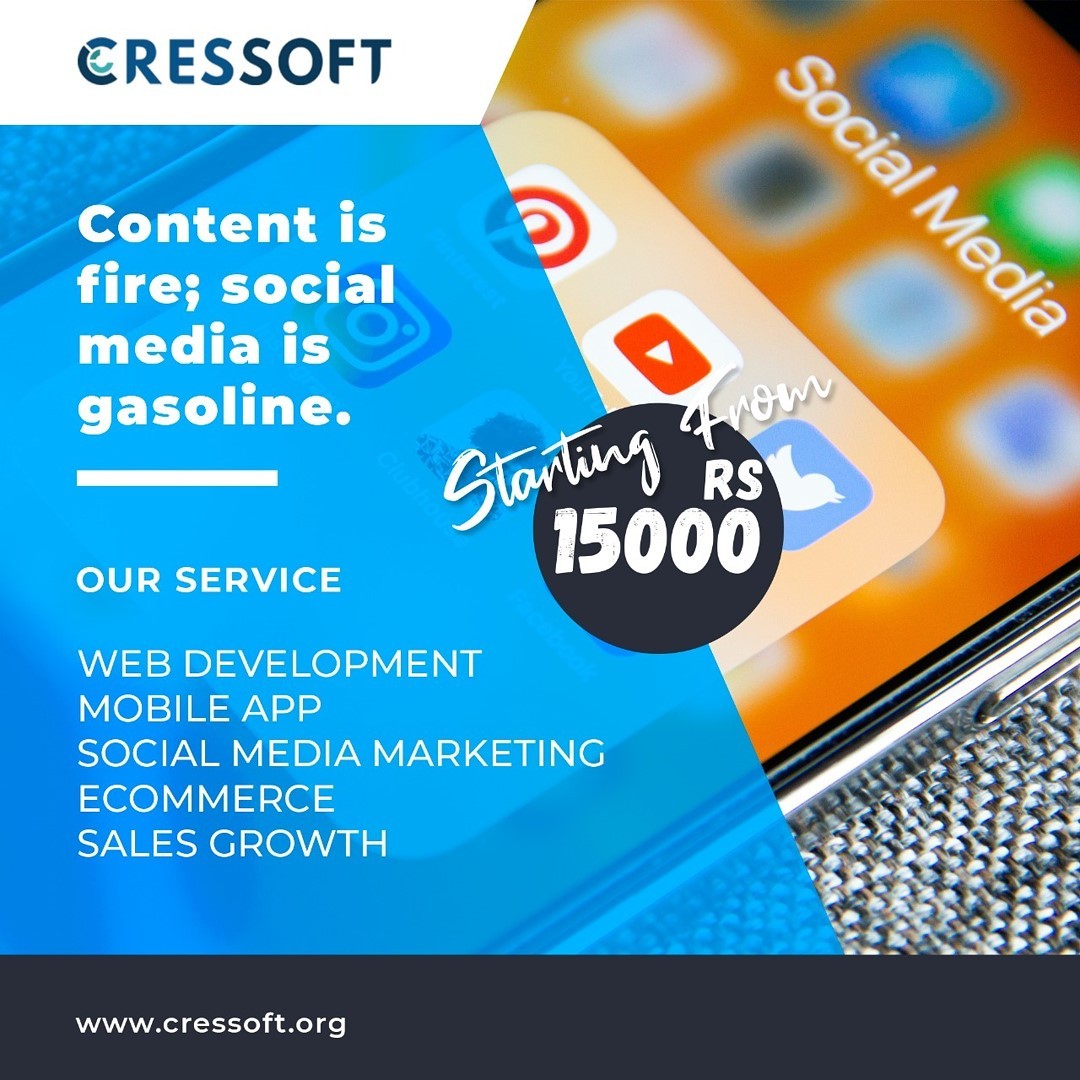 CRESSOFT
Social Media
Content is
fire; social
media is
gasoline.
Starting From
RS
15000
OUR SERVICE
WEB DEVELOPMENT
MOBILE APP
SOCIAL MEDIA MARKETING
ECOMMERCE
SALES GROWTH
www.cressoft.org